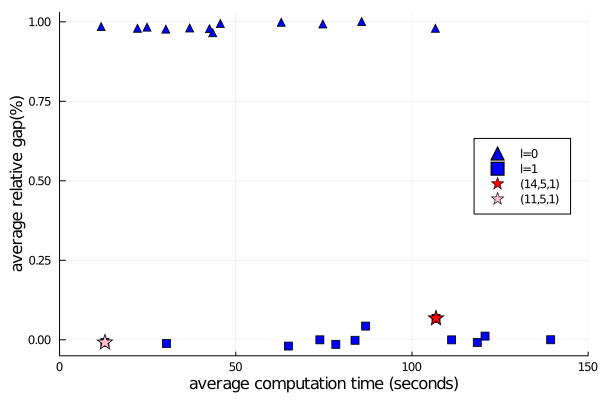 1.00
0.75
0.50
0.25
0.00
average relative gap(%)
l=0
l=1
(14,5,1)
(11,5,1)
0 50 100 150
average computation time (seconds)